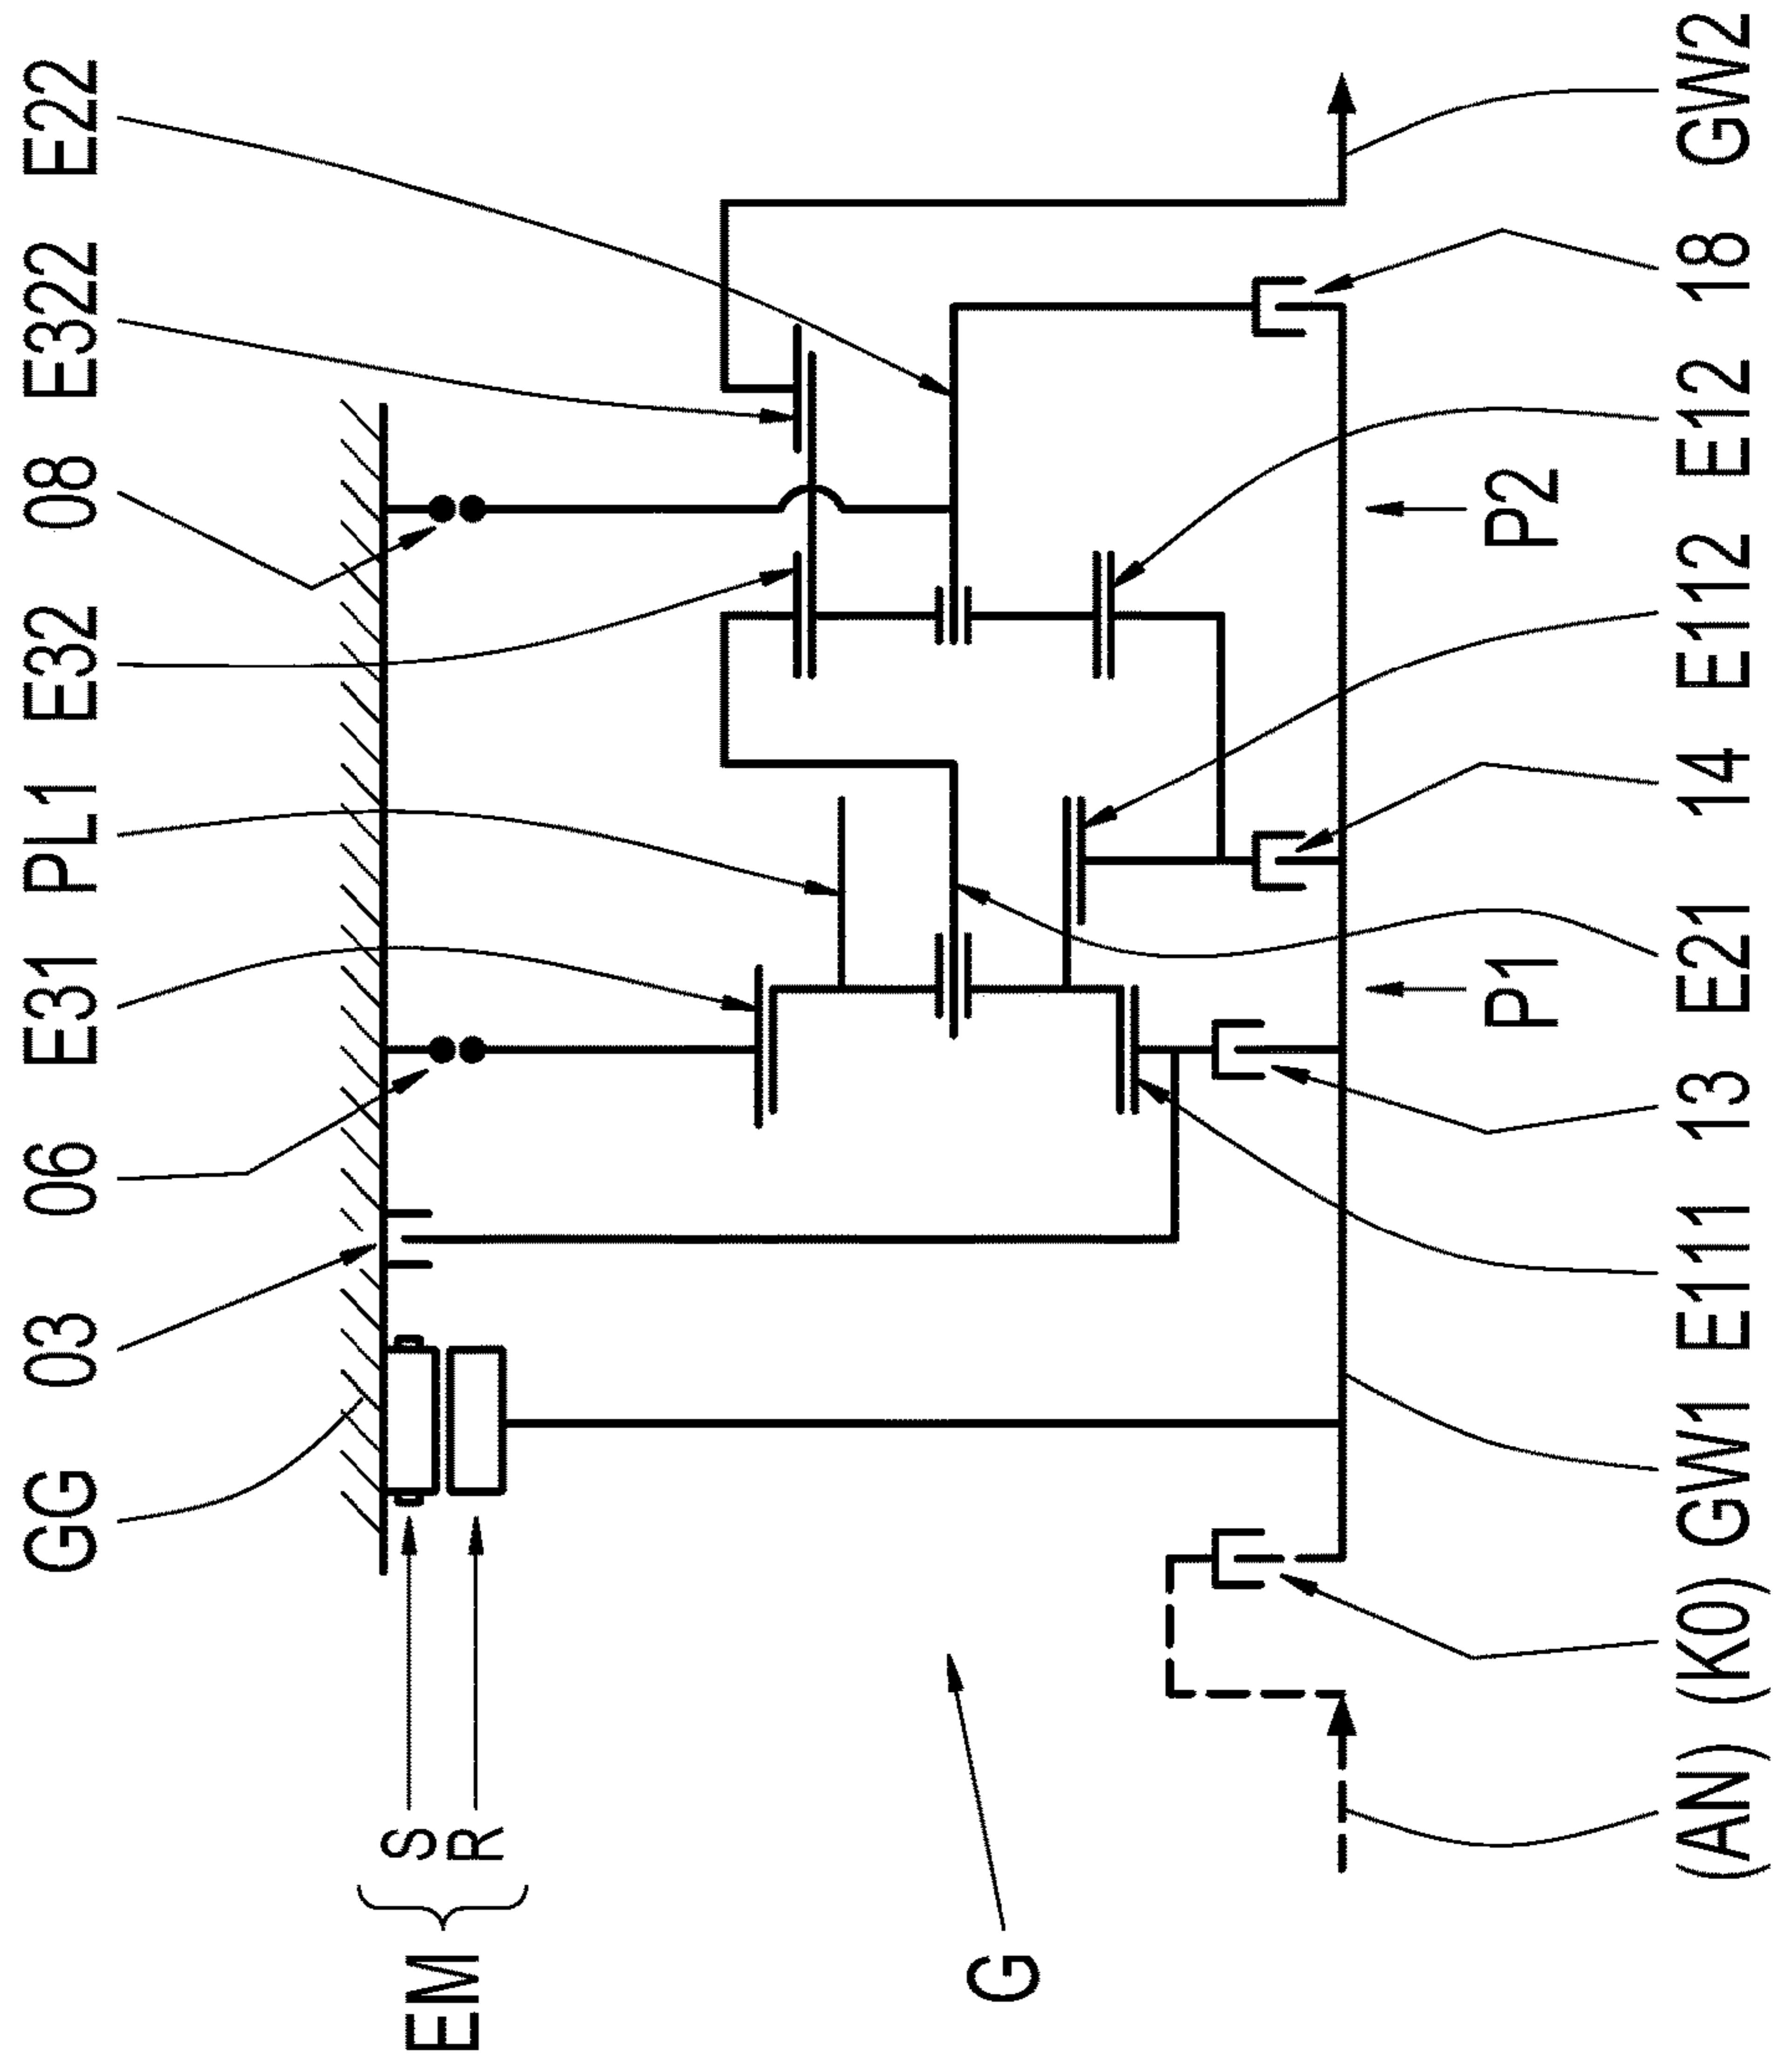 GG 03 06 E31 PL1 E32 08 E322 E22
EM
S
R
G
P1 P2
(AN) (K0) GW1 E111 13 E21 14 E112 E12 18 GW2